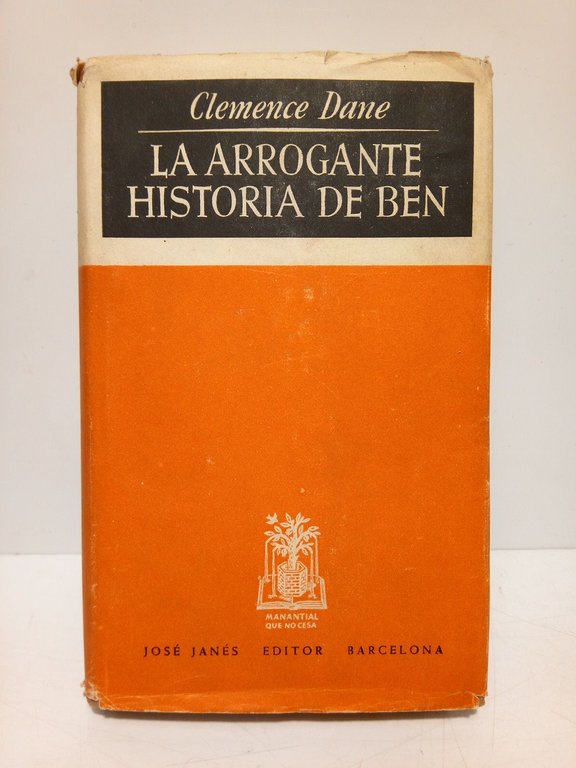 Clemence Dane
LA ARROGANTE
HISTORIA DE BEN
MANANTIAL
QUE NO CESA
JOSÉ JANÉS EDITOR BARCELONA